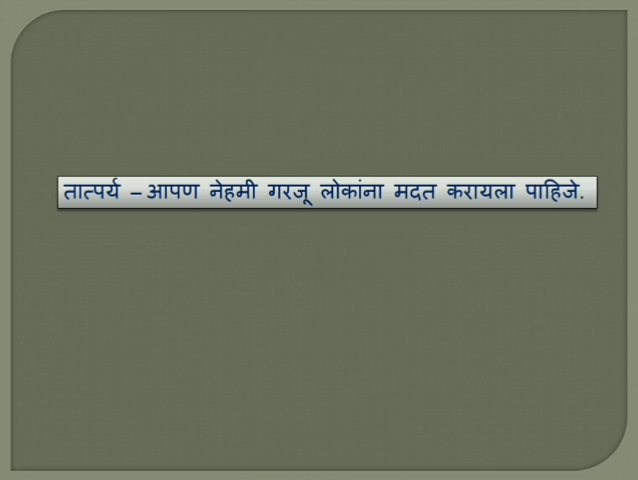 तात्पर्य – आपण नेहमी गरजू लोकांना मदत करायला पाहिजे.